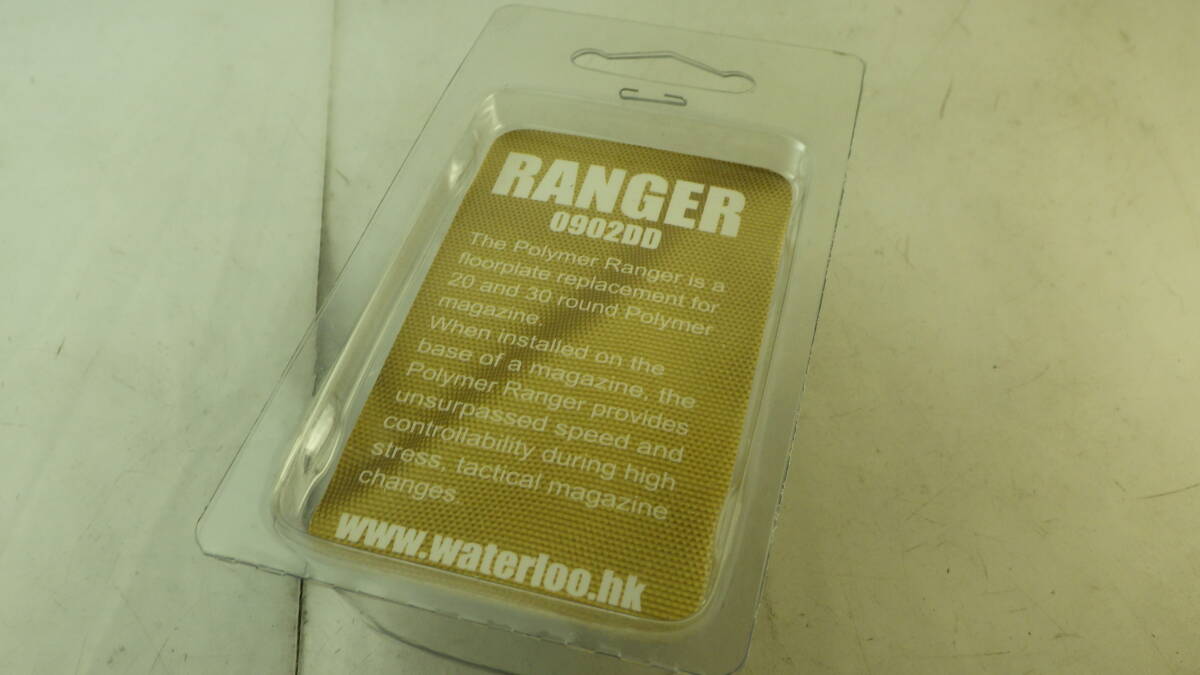 RANGER
0902DD
The Polymer Ranger is a
floorplate replacement for
20 and 30 round Polymer
magazine.
When installed on the
base of a magazine, the
Polymer Ranger provides
unsurpassed speed and
controllability during high
stress, tactical magazine
changes
www.waterloo.hk